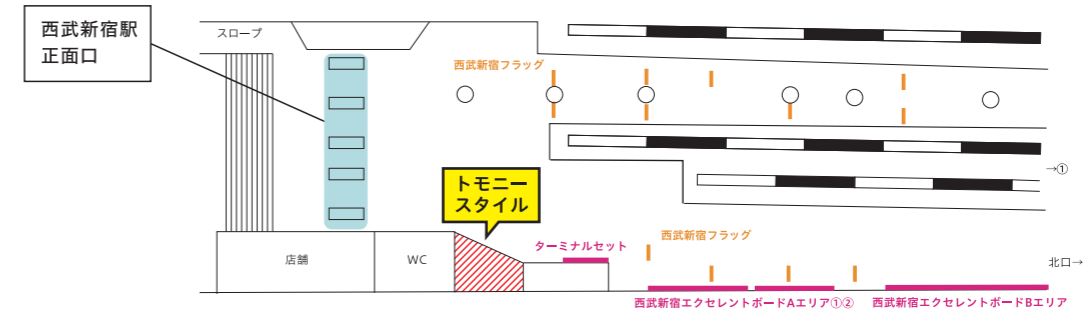 西武新宿駅
正面口
スロープ
西武新宿フラッグ
→①
トモニー
スタイル
ターミナルセット
西武新宿フラッグ
店舗
WC
北口→
西武新宿エクセレントボードAエリア①②
西武新宿エクセレントボードBエリア